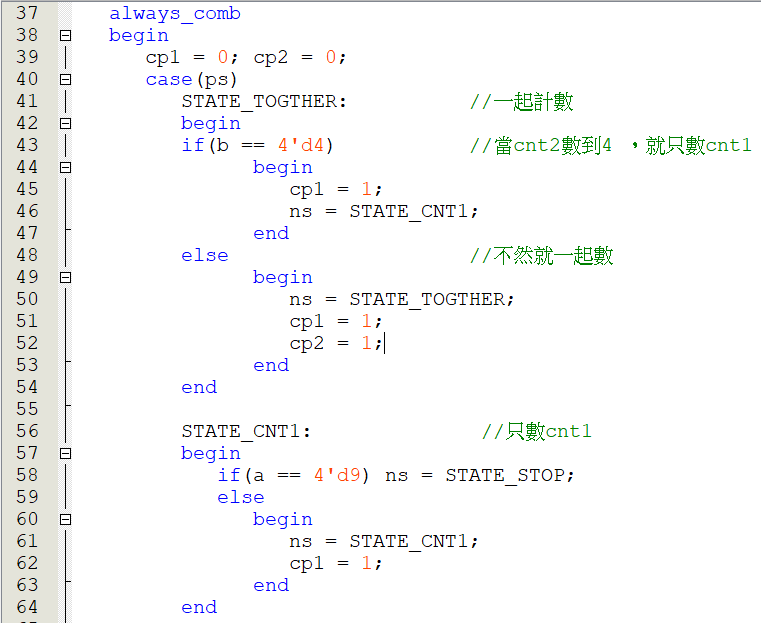 37 always_comb
38 begin
39 cp1 = 0; cp2 = 0;
40 case(ps)
41 STATE_TOGTHER: //一起計數
42 begin
43 if(b == 4'd4) //當cnt2數到4 ，就只數cnt1
44 begin
45 cp1 = 1;
46 ns = STATE_CNT1;
47 end
48 else //不然就一起數
49 begin
50 ns = STATE_TOGTHER;
51 cp1 = 1;
52 cp2 = 1;
53 end
54 end
55
56 STATE_CNT1: //只數cnt1
57 begin
58 if(a == 4'd9) ns = STATE_STOP;
59 else
60 begin
61 ns = STATE_CNT1;
62 cp1 = 1;
63 end
64 end